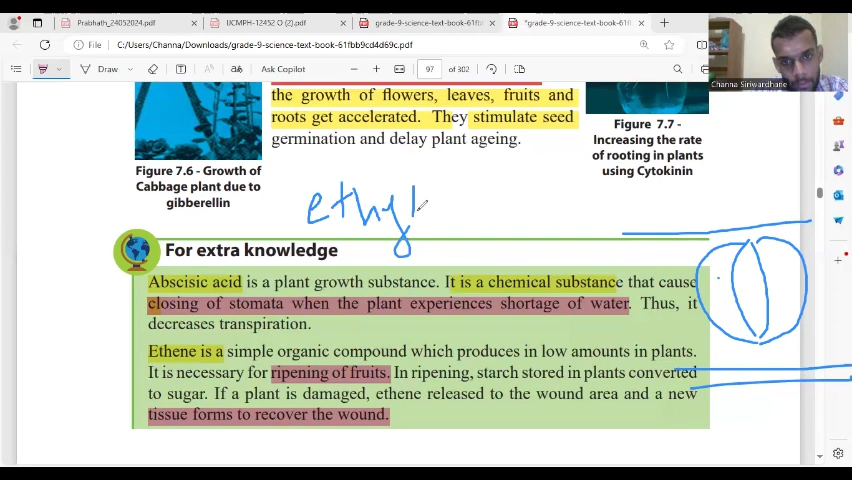 Prabhath_24052024.pdf
IJCMPH-12452 O (2).pdf
grade-9-science-text-book-61fbb
*grade-9-science-text-book-61fb
File
C:/Users/Channa/Downloads/grade-9-science-text-book-61fbb9cd4d69c.pdf
Draw
Ask Copilot
97
of 302
Channa Siriwardhane
the growth of flowers, leaves, fruits and
roots get accelerated. They stimulate seed
germination and delay plant ageing.
Figure 7.6 - Growth of
Cabbage plant due to
gibberellin
Figure 7.7 -
Increasing the rate
of rooting in plants
using Cytokinin
ethyl
For extra knowledge
Abscisic acid is a plant growth substance. It is a chemical substance that cause
closing of stomata when the plant experiences shortage of water. Thus, it
decreases transpiration.
Ethene is a simple organic compound which produces in low amounts in plants.
It is necessary for ripening of fruits. In ripening, starch stored in plants converted
to sugar. If a plant is damaged, ethene released to the wound area and a new
tissue forms to recover the wound.